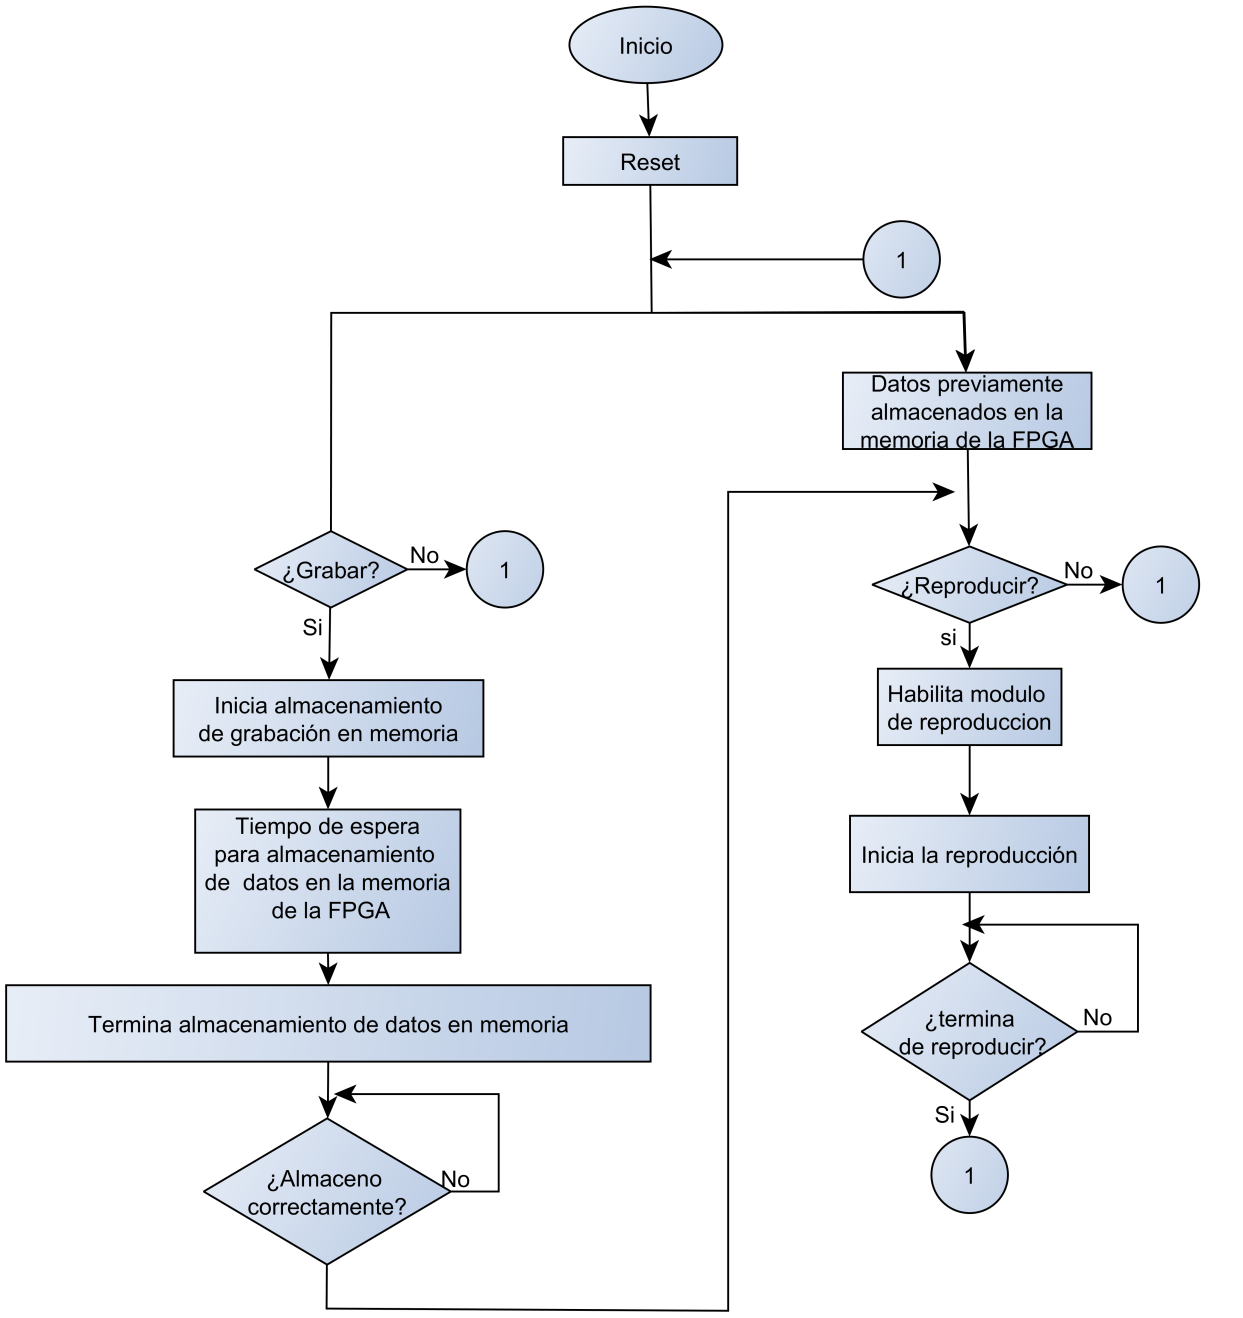 Inicio
Reset
1
Datos previamente
almacenados en la
memoria de la FPGA
¿Grabar?
No
1
Si
¿Reproducir?
No
1
si
Inicia almacenamiento
de grabación en memoria
Habilita modulo
de reproduccion
Tiempo de espera
para almacenamiento
de  datos en la memoria
de la FPGA
Inicia la reproducción
Termina almacenamiento de datos en memoria
¿termina
de reproducir?
No
Si
1
¿Almaceno
correctamente?
No